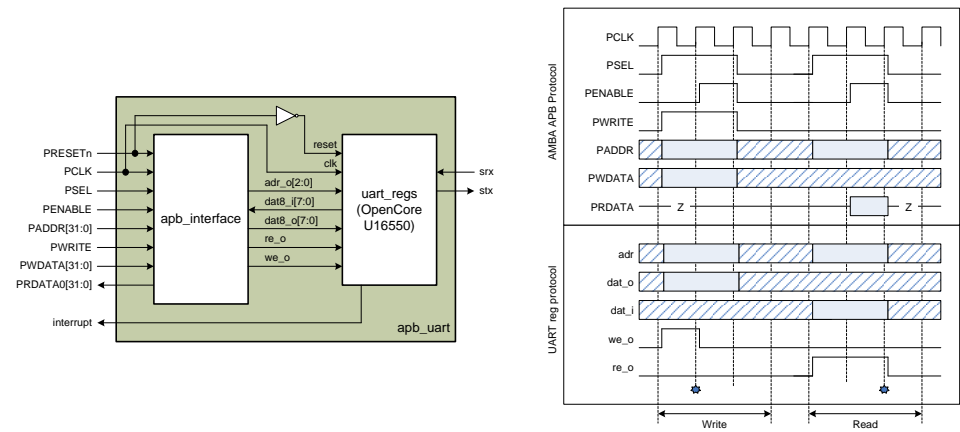 PRESETn
PCLK
PSEL
PENABLE
PADDR[31:0]
PWRITE
PWDATA[31:0]
PRDATA0[31:0]
interrupt
apb_interface
reset
clk
adr_o[2:0]
dat8_i[7:0]
dat8_o[7:0]
re_o
we_o
uart_regs
(OpenCore
U16550)
srx
stx
apb_uart
AMBA APB Protocol
PCLK
PSEL
PENABLE
PWRITE
PADDR
PWDATA
PRDATA
Z
Z
UART reg protocol
adr
dat_o
dat_i
we_o
re_o
Write
Read